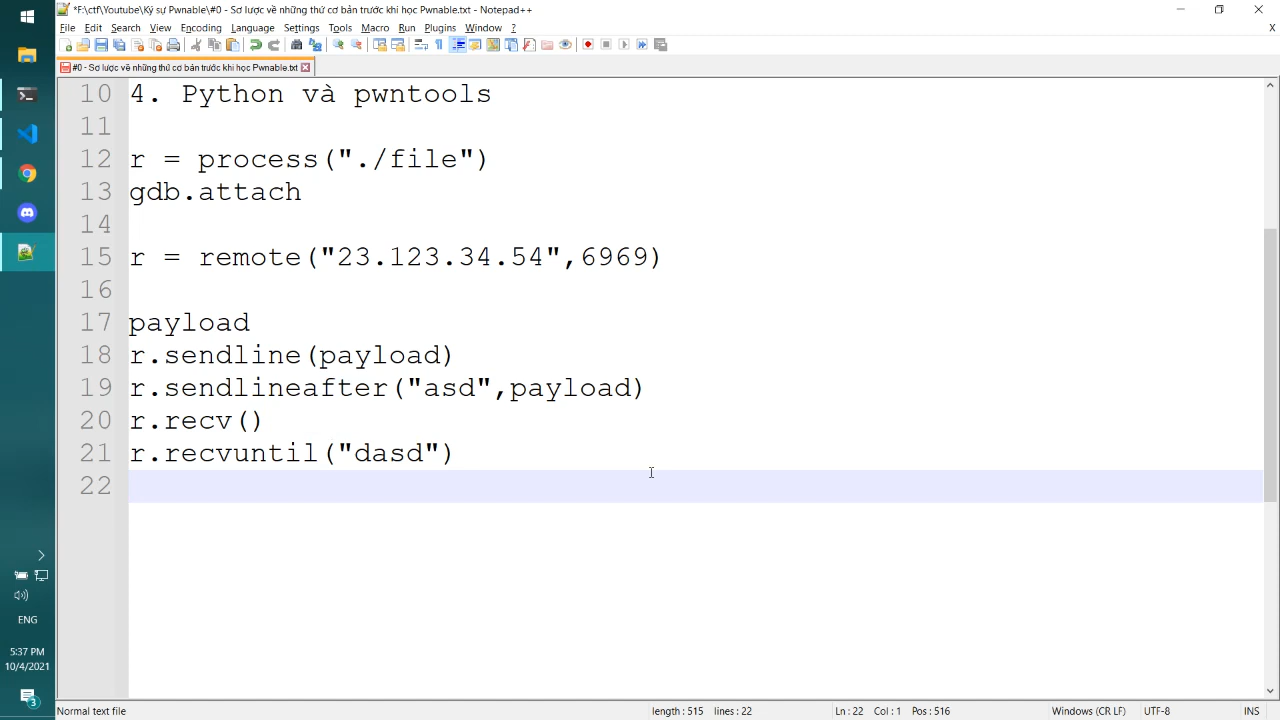 *F:\ctf\Youtube\Ký sự Pwnable\#0 - Sơ lược về những thứ cơ bản trước khi học Pwnable.txt - Notepad++
File Edit Search View Encoding Language Settings Tools Macro Run Plugins Window ? X
#0 - Sơ lược về những thứ cơ bản trước khi học Pwnable.txt
10 4. Python và pwntools
11
12 r = process("./file")
13 gdb.attach
14
15 r = remote("23.123.34.54",6969)
16
17 payload
18 r.sendline(payload)
19 r.sendlineafter("asd",payload)
20 r.recv()
21 r.recvuntil("dasd")
22
ENG
5:37 PM
10/4/2021
3
Normal text file length : 515 lines : 22 Ln : 22 Col : 1 Pos : 516 Windows (CR LF) UTF-8 INS